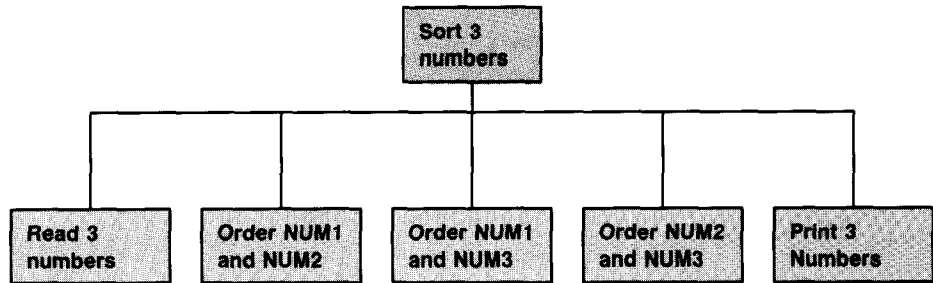 Sort 3
numbers
Read 3
numbers
Order NUM1
and NUM2
Order NUM1
and NUM3
Order NUM2
and NUM3
Print 3
Numbers